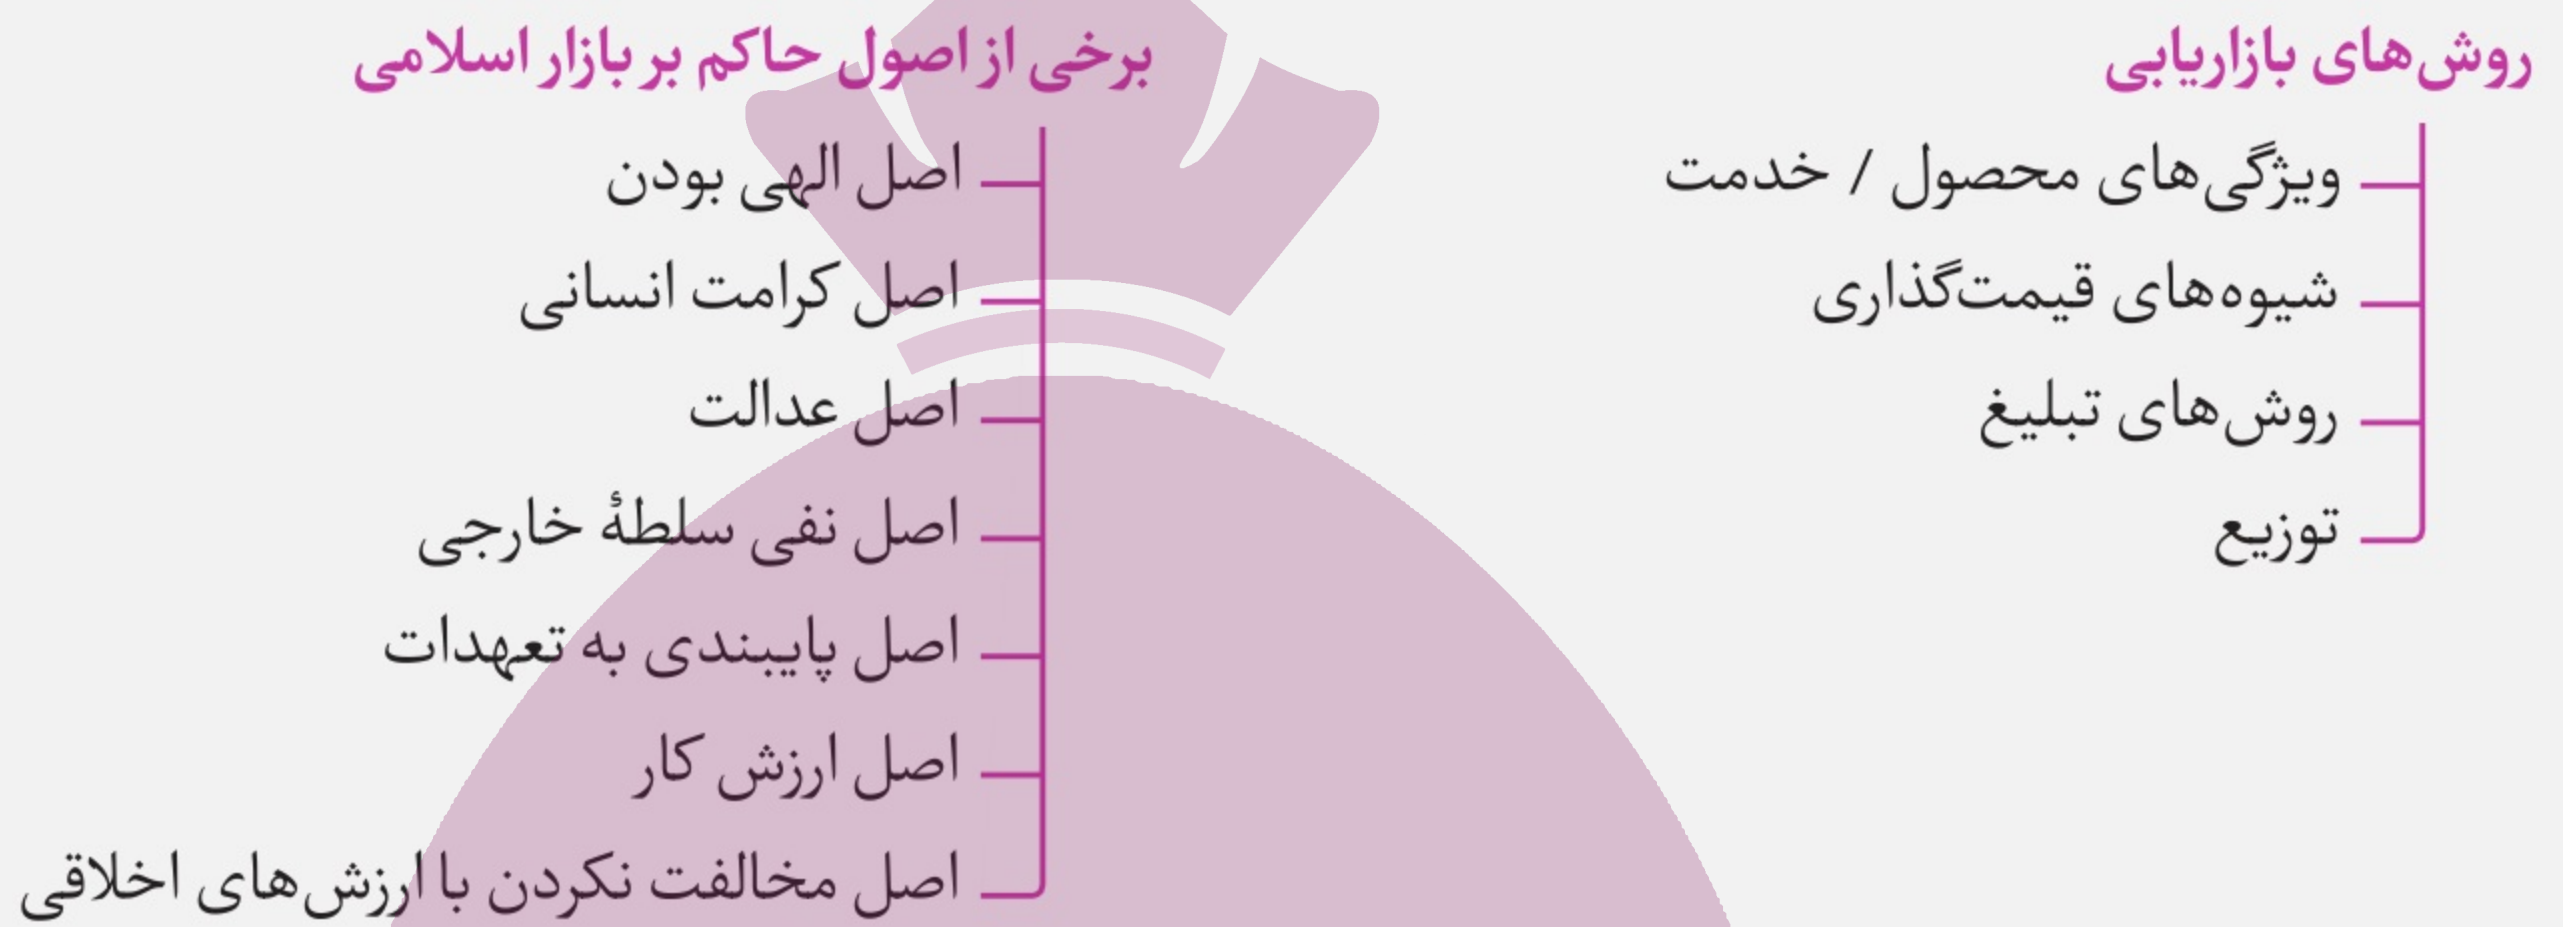 روش‌های بازاریابی
ویژگی‌های محصول / خدمت
شیوه‌های قیمت‌گذاری
روش‌های تبلیغ
توزیع
برخی از اصول حاکم بر بازار اسلامی
اصل الهی بودن
اصل کرامت انسانی
اصل عدالت
اصل نفی سلطهٔ خارجی
اصل پایبندی به تعهدات
اصل ارزش کار
اصل مخالفت نکردن با ارزش‌های اخلاقی